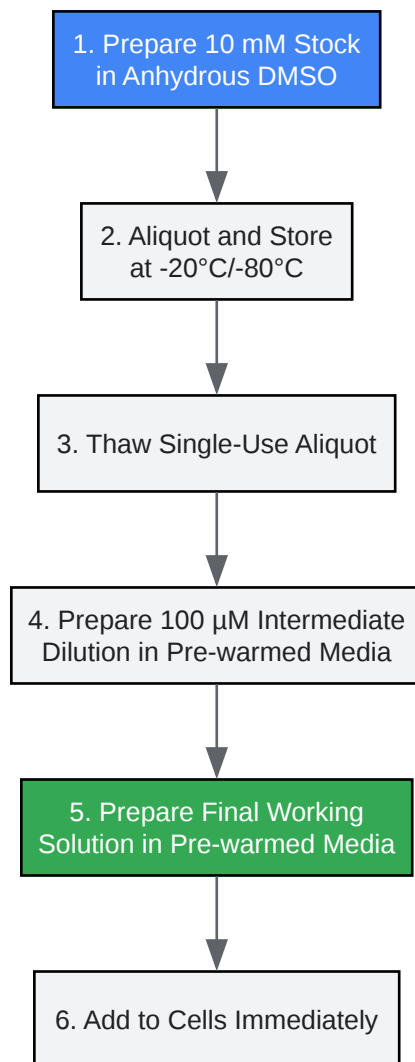 1. Prepare 10 mM Stock
in Anhydrous DMSO
2. Aliquot and Store
at -20°C/-80°C
3. Thaw Single-Use Aliquot
4. Prepare 100 µM Intermediate
Dilution in Pre-warmed Media
5. Prepare Final Working
Solution in Pre-warmed Media
6. Add to Cells Immediately